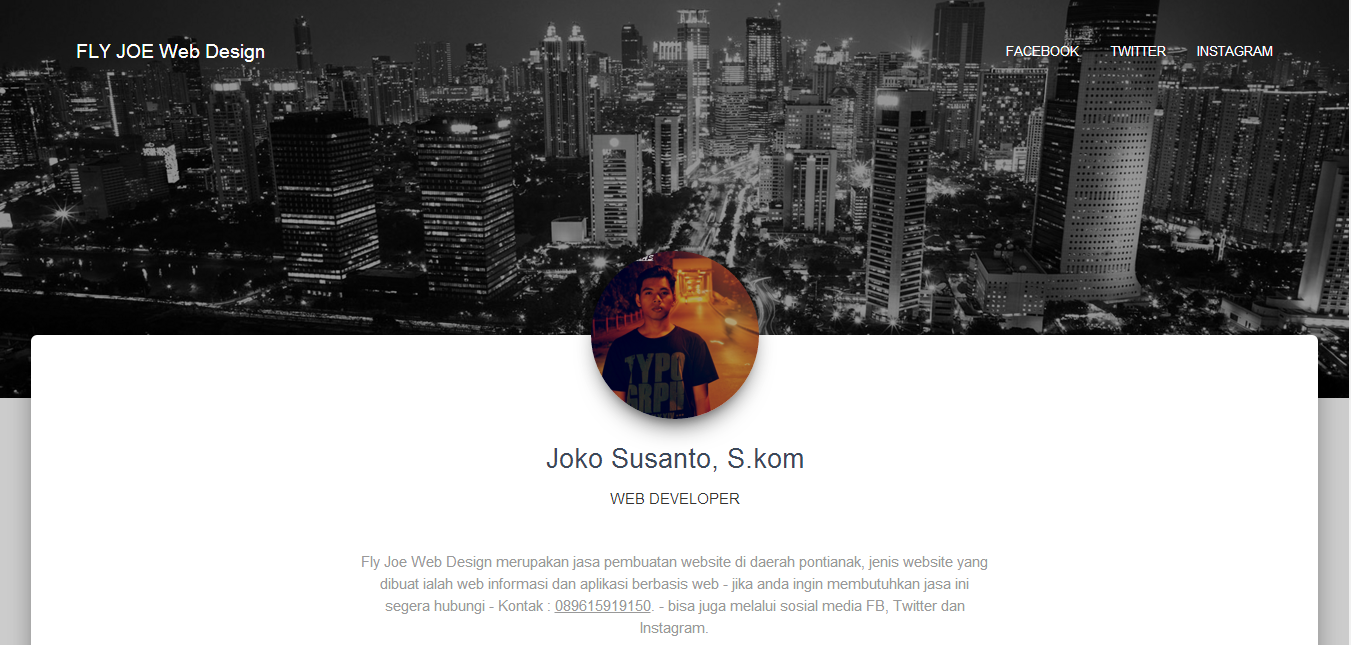 FLY JOE Web Design
FACEBOOK TWITTER INSTAGRAM
TYPO
GRPH
Joko Susanto, S.kom
WEB DEVELOPER
Fly Joe Web Design merupakan jasa pembuatan website di daerah pontianak, jenis website yang
dibuat ialah web informasi dan aplikasi berbasis web - jika anda ingin membutuhkan jasa ini
segera hubungi - Kontak : 089615919150. - bisa juga melalui sosial media FB, Twitter dan
Instagram.